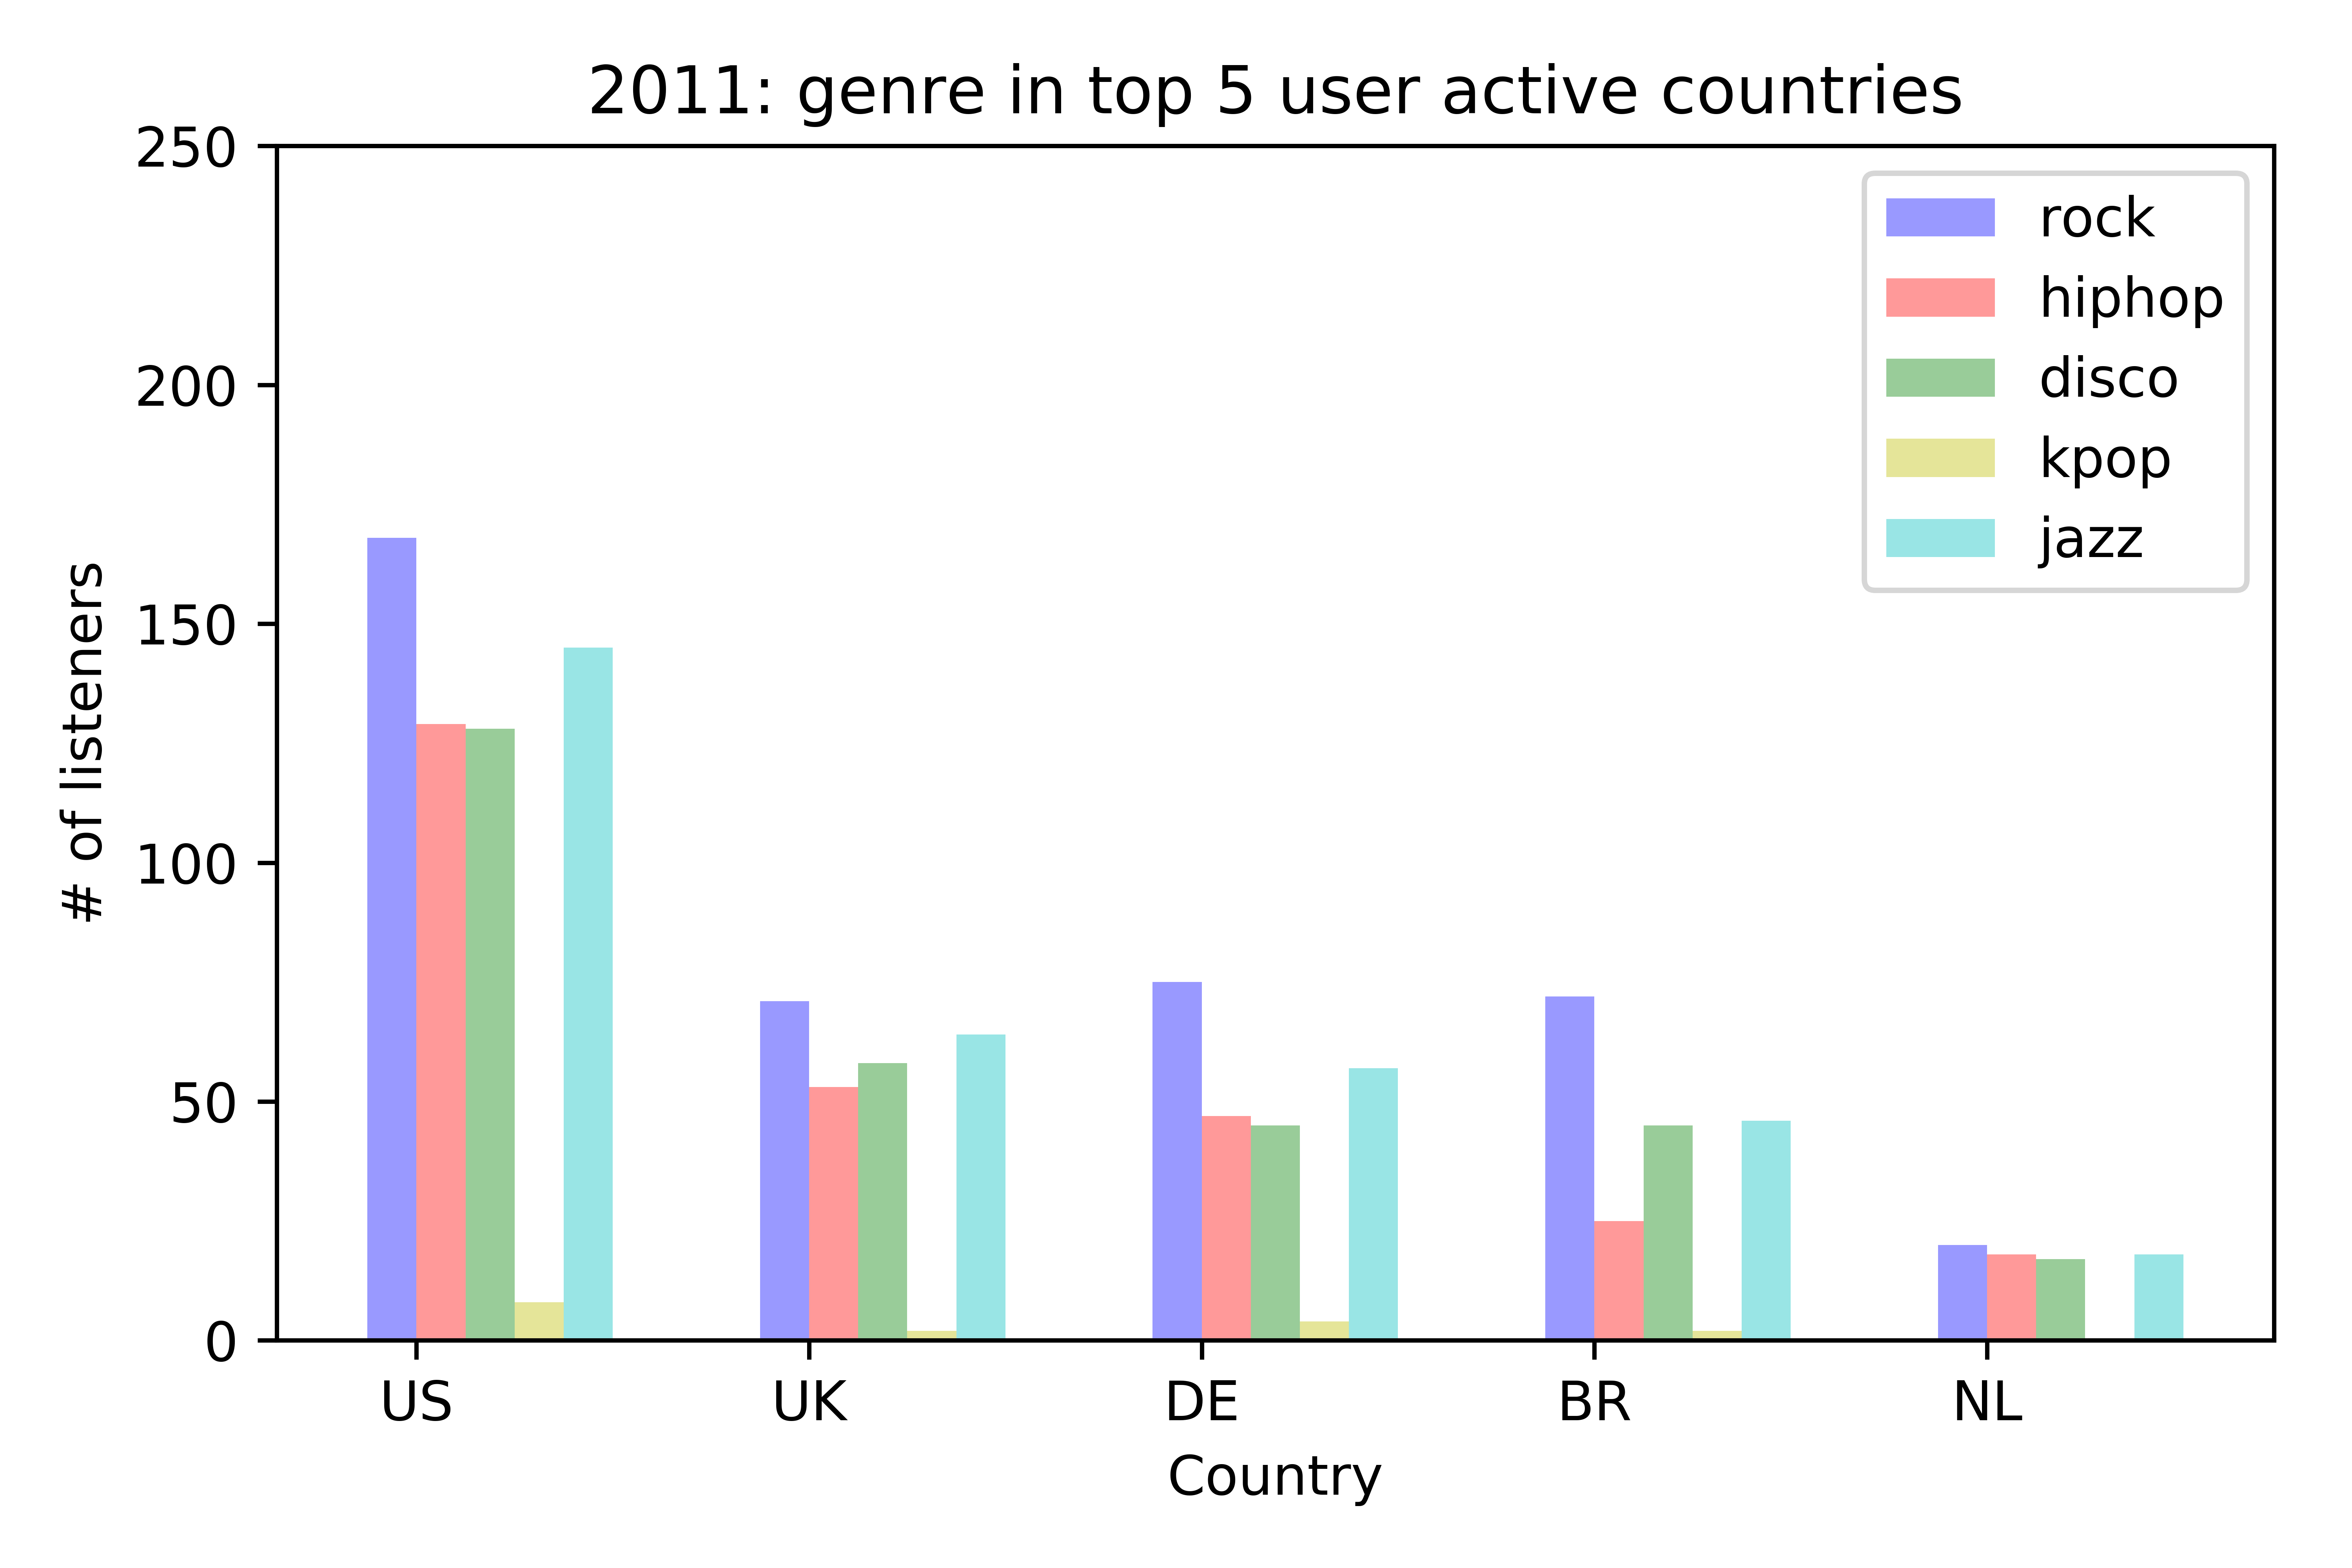 2011: genre in top 5 user active countries
250
200
150
100
50
0
# of listeners
rock
hiphop
disco
kpop
jazz
US UK DE BR NL
Country